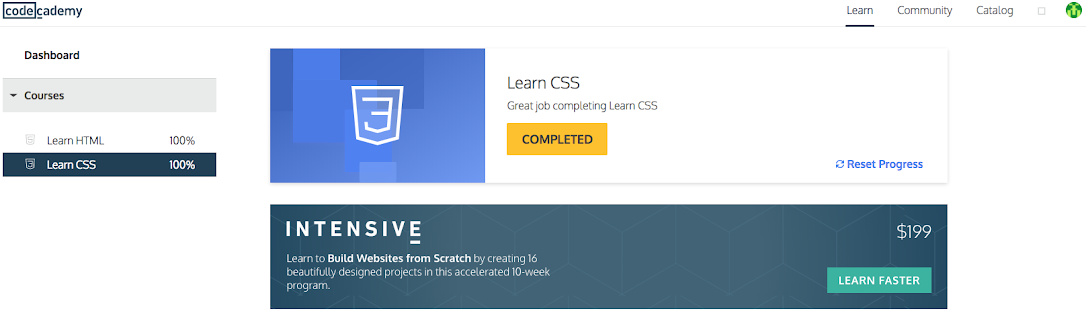 codecademy
Learn Community Catalog
Dashboard
Courses
Learn HTML 100%
Learn CSS 100%
Learn CSS
Great job completing Learn CSS
COMPLETED
Reset Progress
INTENSIVE
$199
Learn to Build Websites from Scratch by creating 16
beautifully designed projects in this accelerated 10-week
program.
LEARN FASTER